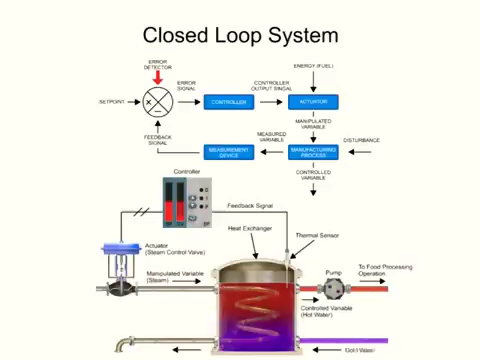 Closed Loop System
ERROR
DETECTOR
ENERGY (FUEL)
ERROR
SIGNAL
CONTROLLER
OUTPUT SINGAL
SETPOINT
CONTROLLER
ACTUATOR
MANIPULATED
VARIABLE
FEEDBACK
SIGNAL
MEASURED
VARIABLE
DISTURBANCE
MEASUREMENT
DEVICE
MANUFACTURING
PROCESS
CONTROLLED
VARIABLE
Controller
Feedback Signal
SP
Heat Exchanger
Thermal Sensor
Actuator
(Steam Control Valve)
Manipulated Variable
(Steam)
Pump
To Food Processing
Operation
Controlled Variable
(Hot Water)
Cold Water